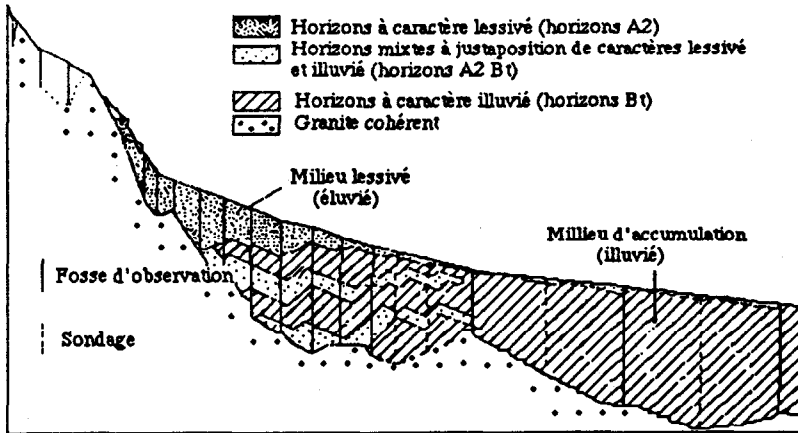 Horizons à caractère lessivé (horizons A2)
Horizons mixtes à justaposition de caractères lessivé
et illuvié (horizons A2 Bt)
Horizons à caractère illuvié (horizons Bt)
Granite cohérent
Milieu lessivé
(éluvié)
Millieu d'accumulation
(illuvié)
Fosse d'observation
Sondage